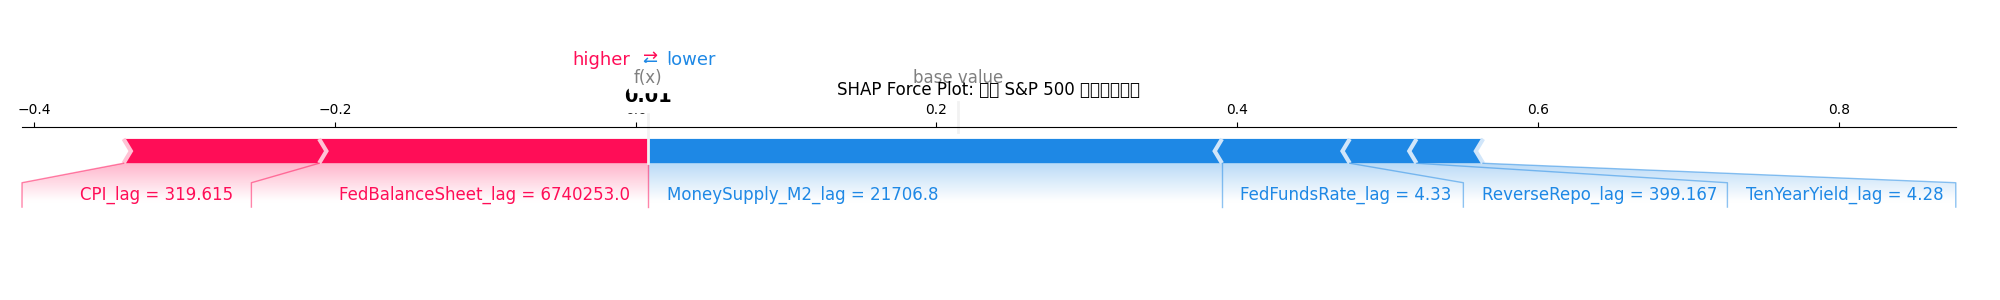 higher ⇄ lower
f(x) base value
SHAP Force Plot: S&P 500
0.01
−0.4 −0.2 0.2 0.4 0.6 0.8
CPI_lag = 319.615 FedBalanceSheet_lag = 6740253.0 MoneySupply_M2_lag = 21706.8 FedFundsRate_lag = 4.33 ReverseRepo_lag = 399.167 TenYearYield_lag = 4.28